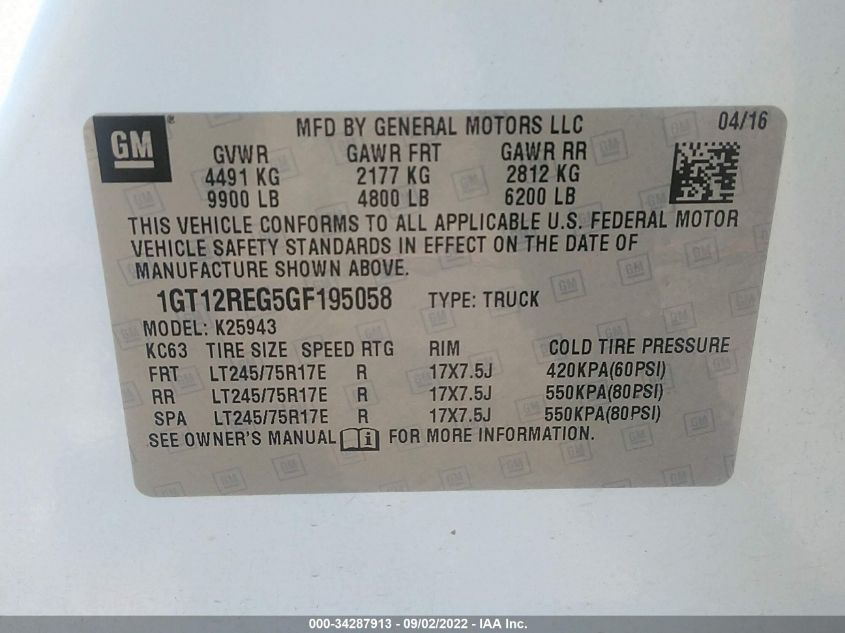 GM
MFD BY GENERAL MOTORS LLC 04/16
GVWR GAWR FRT GAWR RR
4491 KG 2177 KG 2812 KG
9900 LB 4800 LB 6200 LB
THIS VEHICLE CONFORMS TO ALL APPLICABLE U.S. FEDERAL MOTOR
VEHICLE SAFETY STANDARDS IN EFFECT ON THE DATE OF
MANUFACTURE SHOWN ABOVE.
1GT12REG5GF195058 TYPE: TRUCK
MODEL: K25943
KC63 TIRE SIZE SPEED RTG RIM COLD TIRE PRESSURE
FRT LT245/75R17E R 17X7.5J 420KPA(60PSI)
RR LT245/75R17E R 17X7.5J 550KPA(80PSI)
SPA LT245/75R17E R 17X7.5J 550KPA(80PSI)
SEE OWNER'S MANUAL FOR MORE INFORMATION.
000-34287913 - 09/02/2022 - IAA Inc.